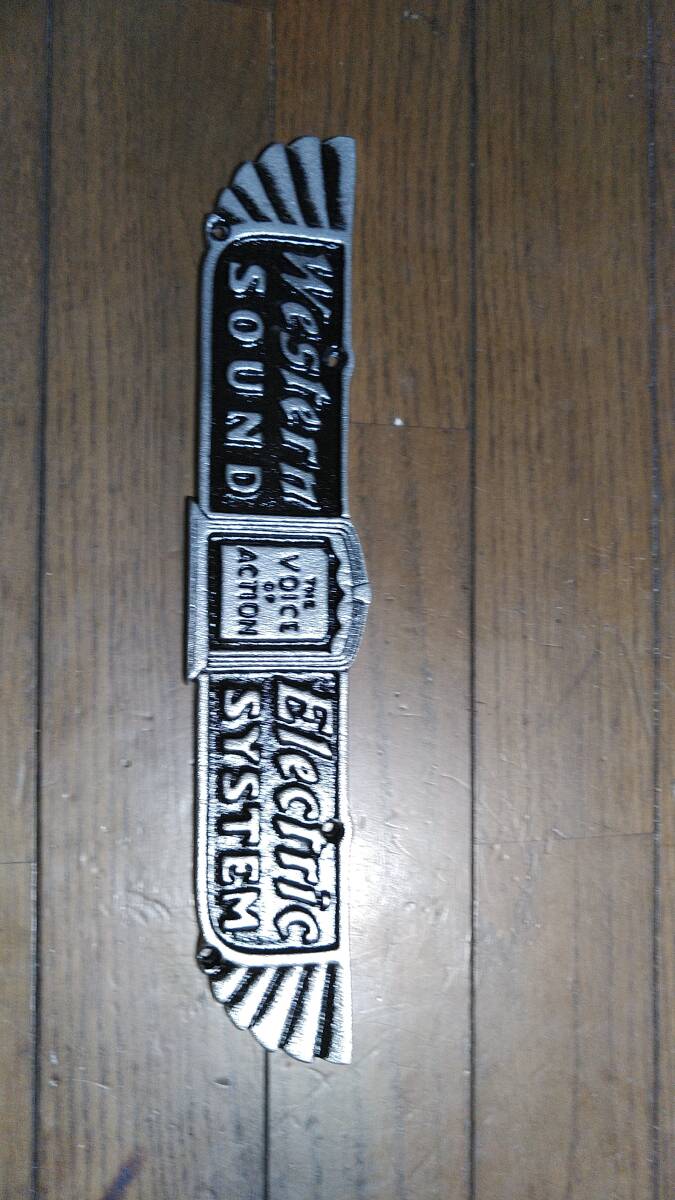 Western Electric
SOUND SYSTEM
THE
VOICE
OF
ACTION